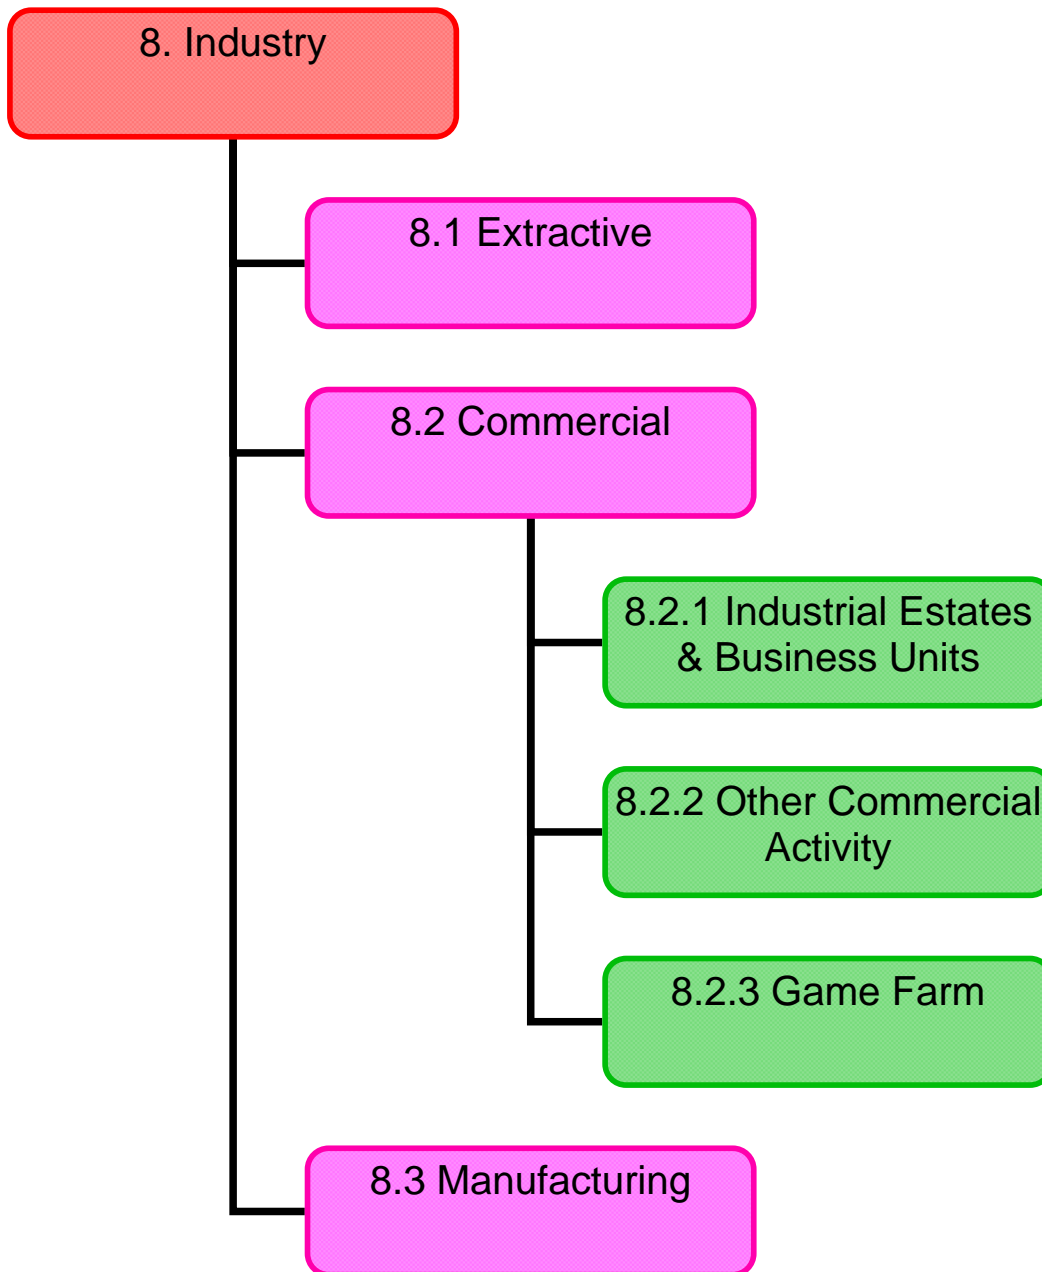 8. Industry
8.1 Extractive
8.2 Commercial
8.2.1 Industrial Estates
& Business Units
8.2.2 Other Commercial
Activity
8.2.3 Game Farm
8.3 Manufacturing